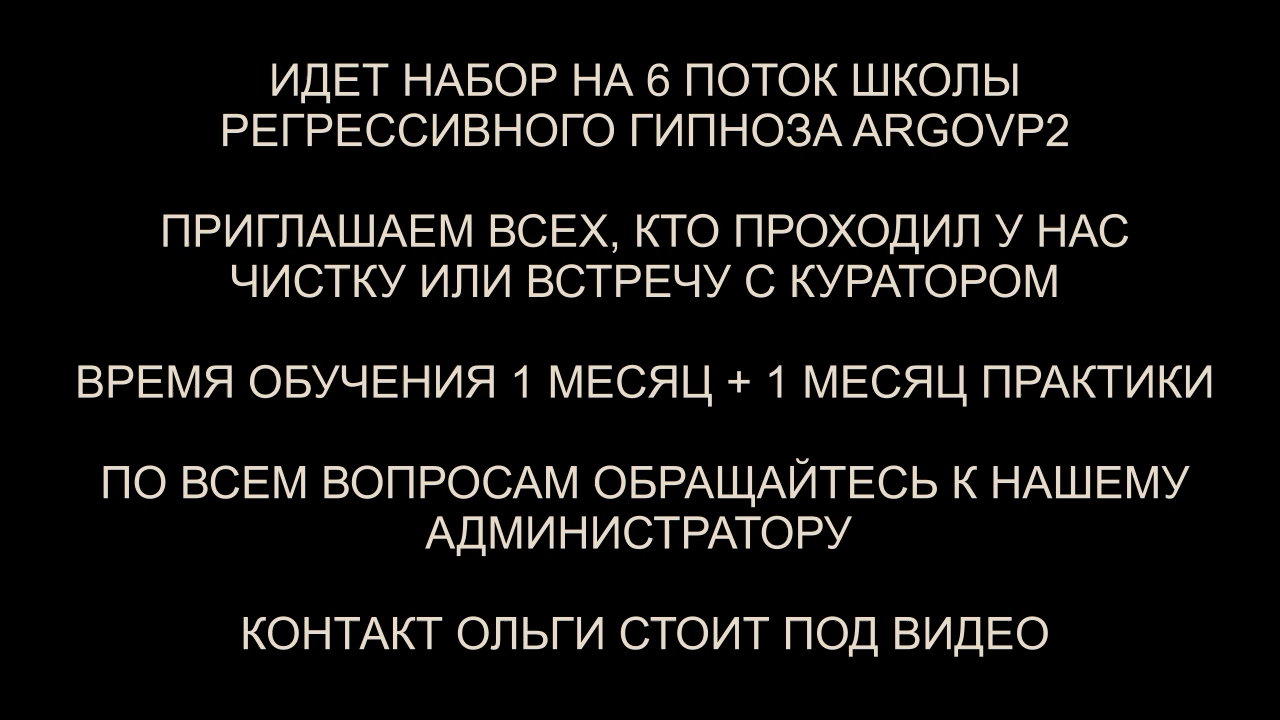 ИДЕТ НАБОР НА 6 ПОТОК ШКОЛЫ
РЕГРЕССИВНОГО ГИПНОЗА ARGOVP2
ПРИГЛАШАЕМ ВСЕХ, КТО ПРОХОДИЛ У НАС
ЧИСТКУ ИЛИ ВСТРЕЧУ С КУРАТОРОМ
ВРЕМЯ ОБУЧЕНИЯ 1 МЕСЯЦ + 1 МЕСЯЦ ПРАКТИКИ
ПО ВСЕМ ВОПРОСАМ ОБРАЩАЙТЕСЬ К НАШЕМУ
АДМИНИСТРАТОРУ
КОНТАКТ ОЛЬГИ СТОИТ ПОД ВИДЕО